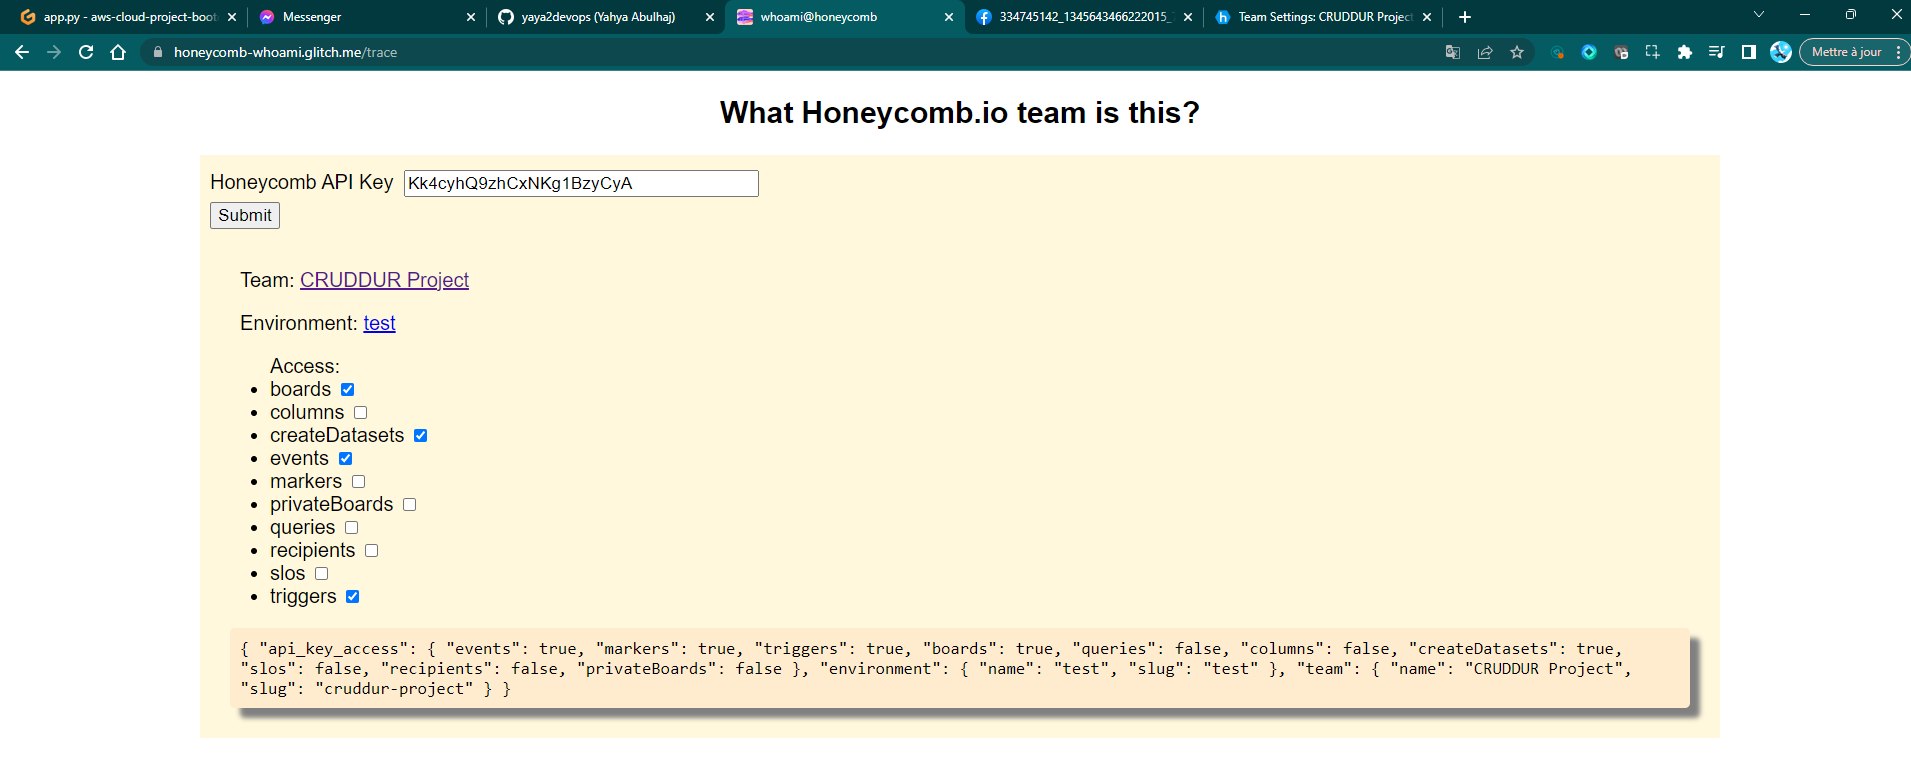 app.py - aws-cloud-project-boot
Messenger
yaya2devops (Yahya Abulhaj)
whoami@honeycomb
334745142_1345643466222015_
Team Settings: CRUDDUR Project
honeycomb-whoami.glitch.me/trace
Mettre à jour
What Honeycomb.io team is this?
Honeycomb API Key Kk4cyhQ9zhCxNKg1BzyCyA
Submit
Team: CRUDDUR Project
Environment: test
Access:
boards
columns
createDatasets
events
markers
privateBoards
queries
recipients
slos
triggers
{ "api_key_access": { "events": true, "markers": true, "triggers": true, "boards": true, "queries": false, "columns": false, "createDatasets": true,
"slos": false, "recipients": false, "privateBoards": false }, "environment": { "name": "test", "slug": "test" }, "team": { "name": "CRUDDUR Project",
"slug": "cruddur-project" } }